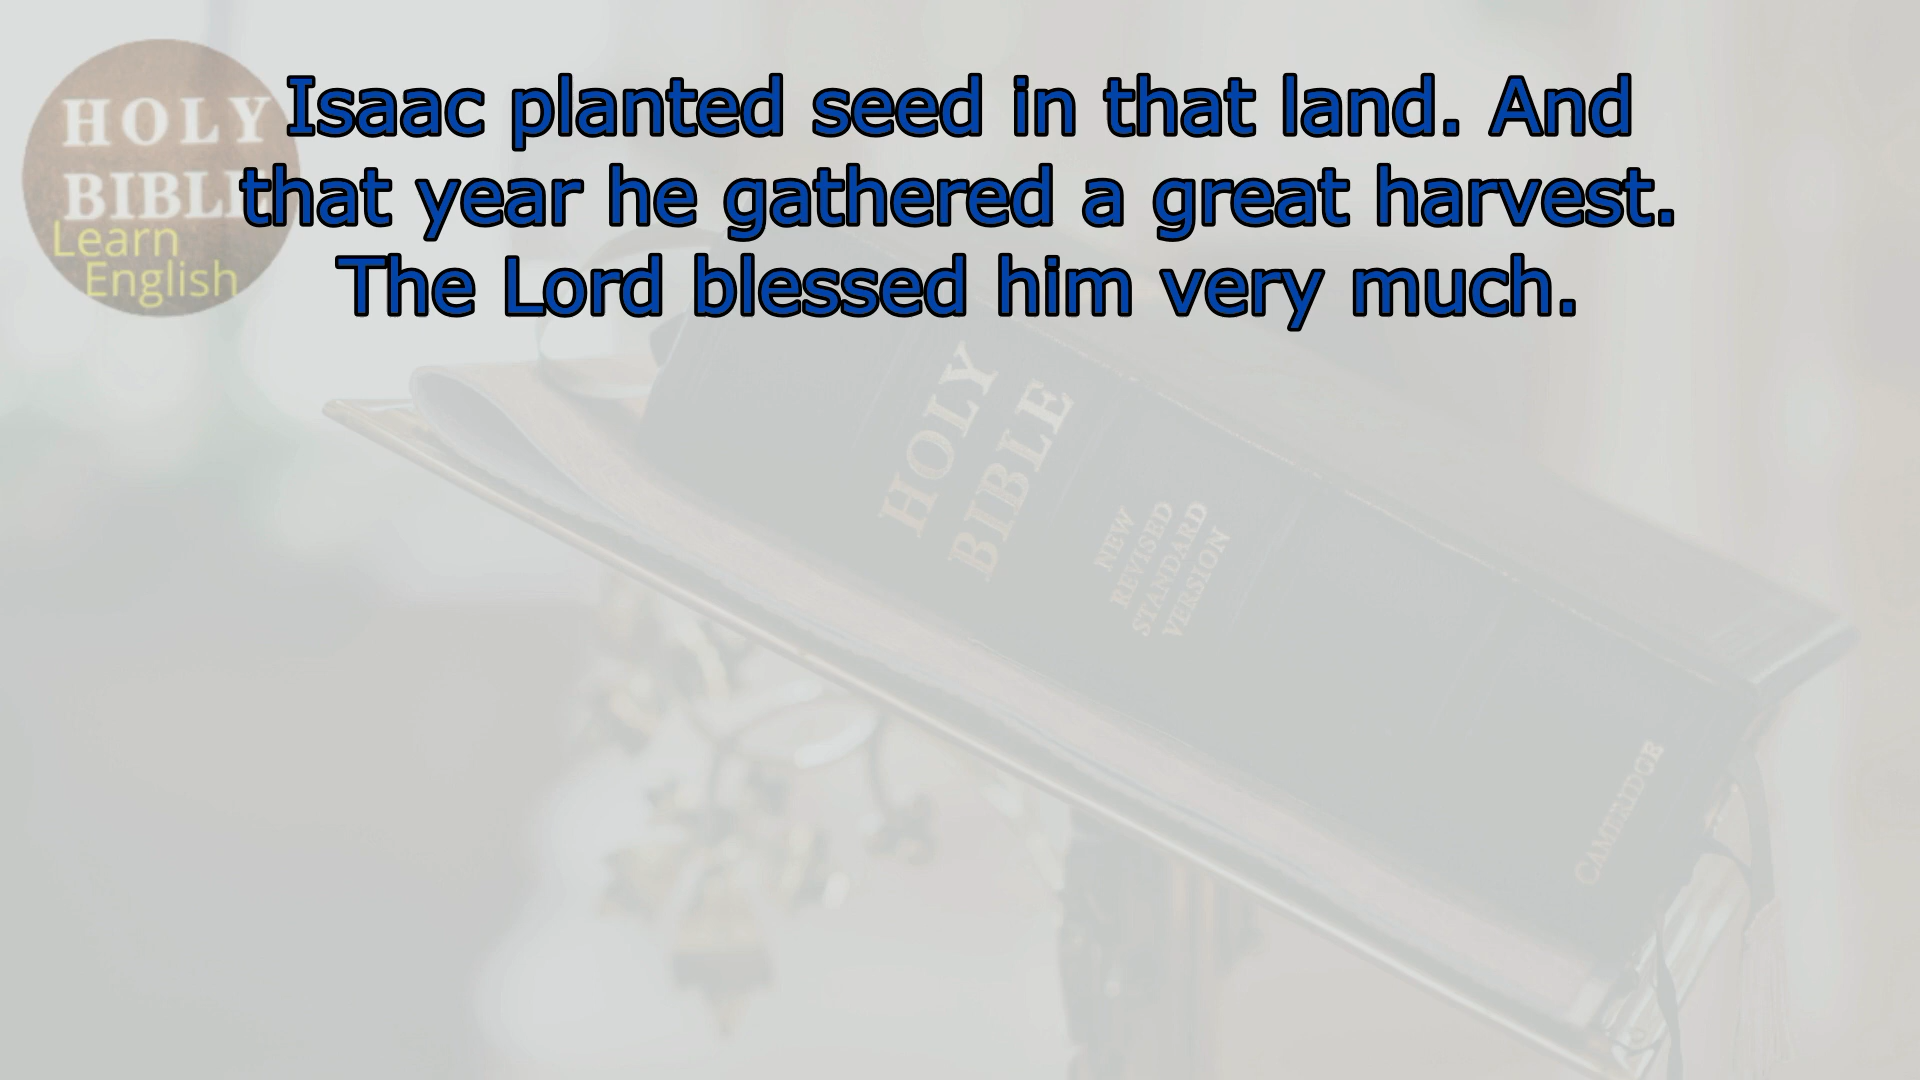 Isaac planted seed in that land. And
that year he gathered a great harvest.
The Lord blessed him very much.
HOLY
BIBLE
Learn
English
HOLY
BIBLE
NEW
REVISED
STANDARD
VERSION
CAMBRIDGE